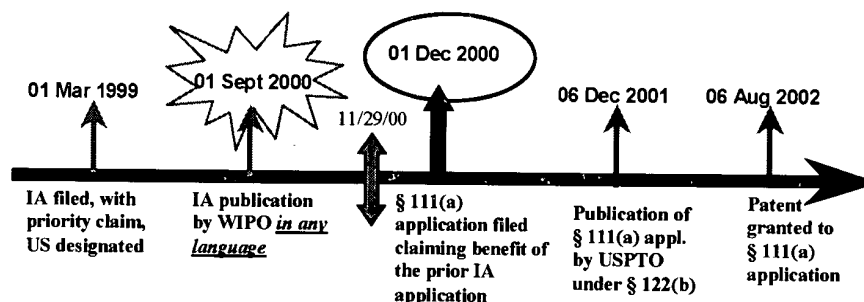 01 Mar 1999
01 Sept 2000
11/29/00
01 Dec 2000
06 Dec 2001
06 Aug 2002
IA filed, with
priority claim,
US designated
IA publication
by WIPO in any
language
§ 111(a)
application filed
claiming benefit of
the prior IA
application
Publication of
§ 111(a) appl.
by USPTO
under § 122(b)
Patent
granted to
§ 111(a)
application